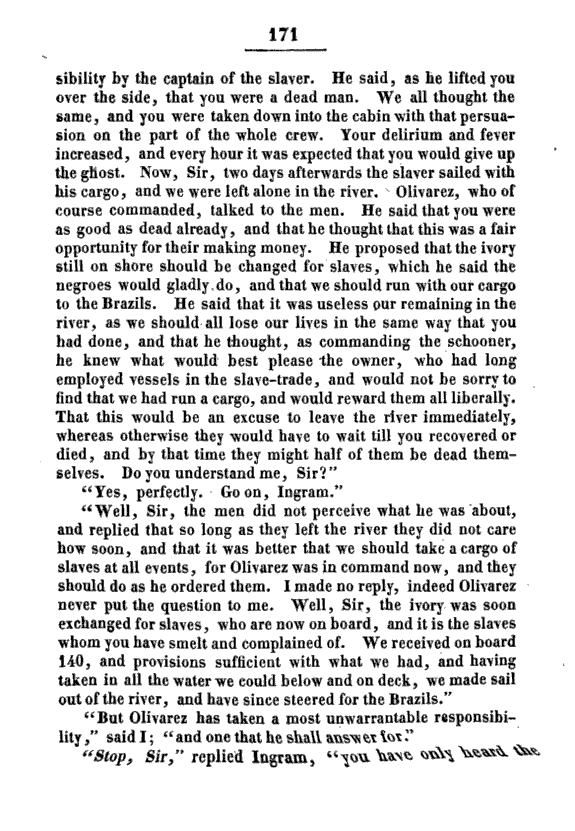 171
sibility by the captain of the slaver. He said, as he lifted you
over the side, that you were a dead man. We all thought the
same, and you were taken down into the cabin with that persua-
sion on the part of the whole crew. Your delirium and fever
increased, and every hour it was expected that you would give up
the ghost. Now, Sir, two days afterwards the slaver sailed with
his cargo, and we were left alone in the river. Olivarez, who of
course commanded, talked to the men. He said that you were
as good as dead already, and that he thought that this was a fair
opportunity for their making money. He proposed that the ivory
still on shore should be changed for slaves, which he said the
negroes would gladly do, and that we should run with our cargo
to the Brazils. He said that it was useless our remaining in the
river, as we should all lose our lives in the same way that you
had done, and that he thought, as commanding the schooner,
he knew what would best please the owner, who had long
employed vessels in the slave-trade, and would not be sorry to
find that we had run a cargo, and would reward them all liberally.
That this would be an excuse to leave the river immediately,
whereas otherwise they would have to wait till you recovered or
died, and by that time they might half of them be dead them-
selves. Do you understand me, Sir?"
"Yes, perfectly. Go on, Ingram."
"Well, Sir, the men did not perceive what he was about,
and replied that so long as they left the river they did not care
how soon, and that it was better that we should take a cargo of
slaves at all events, for Olivarez was in command now, and they
should do as he ordered them. I made no reply, indeed Olivarez
never put the question to me. Well, Sir, the ivory was soon
exchanged for slaves, who are now on board, and it is the slaves
whom you have smelt and complained of. We received on board
140, and provisions sufficient with what we had, and having
taken in all the water we could below and on deck, we made sail
out of the river, and have since steered for the Brazils."
"But Olivarez has taken a most unwarrantable responsibi-
lity," said I; "and one that he shall answer for."
"Stop, Sir," replied Ingram, "you have only heard the